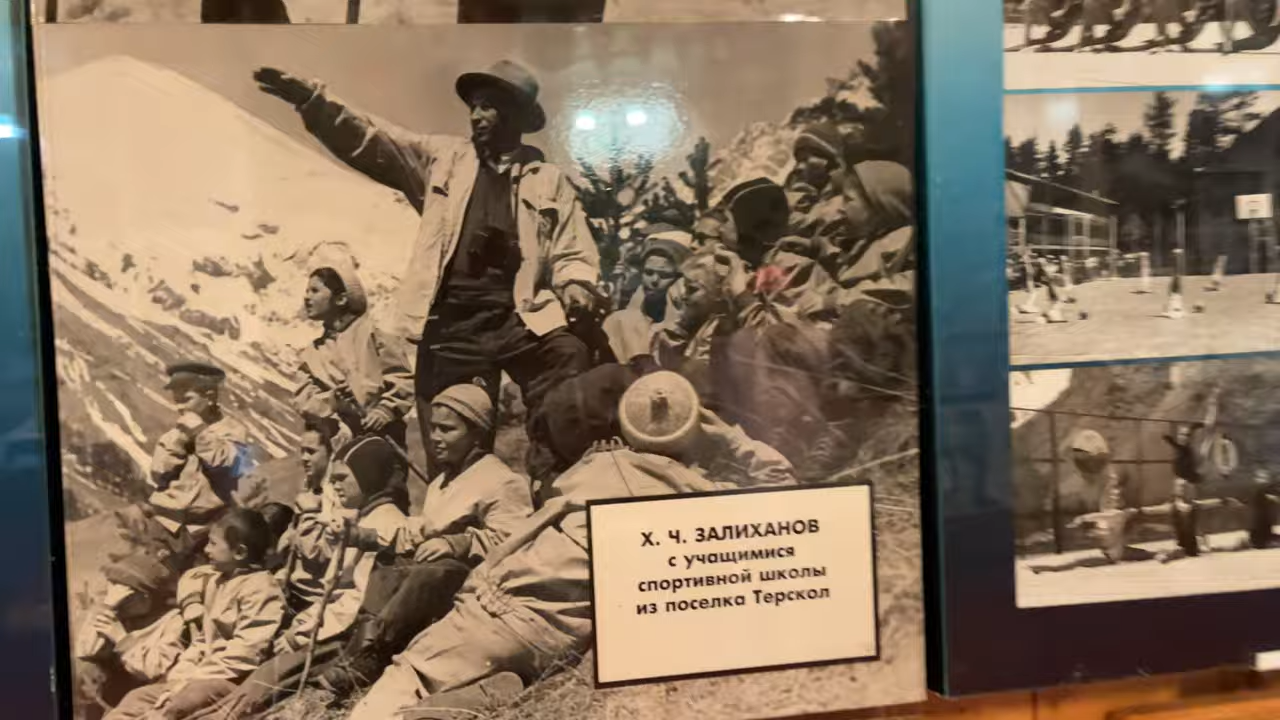 Х. Ч. ЗАЛИХАНОВ
с учащимися
спортивной школы
из поселка Терскол